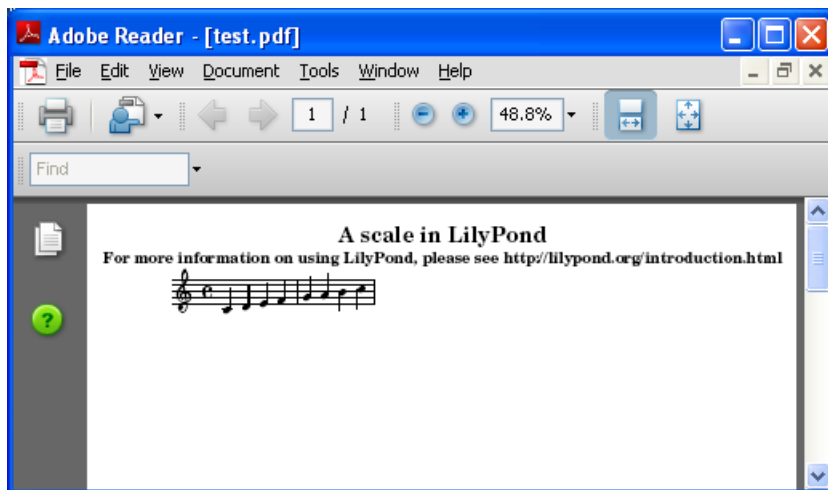 Adobe Reader - [test.pdf]
File Edit View Document Tools Window Help
1 / 1 48.8%
Find
A scale in LilyPond
For more information on using LilyPond, please see http://lilypond.org/introduction.html